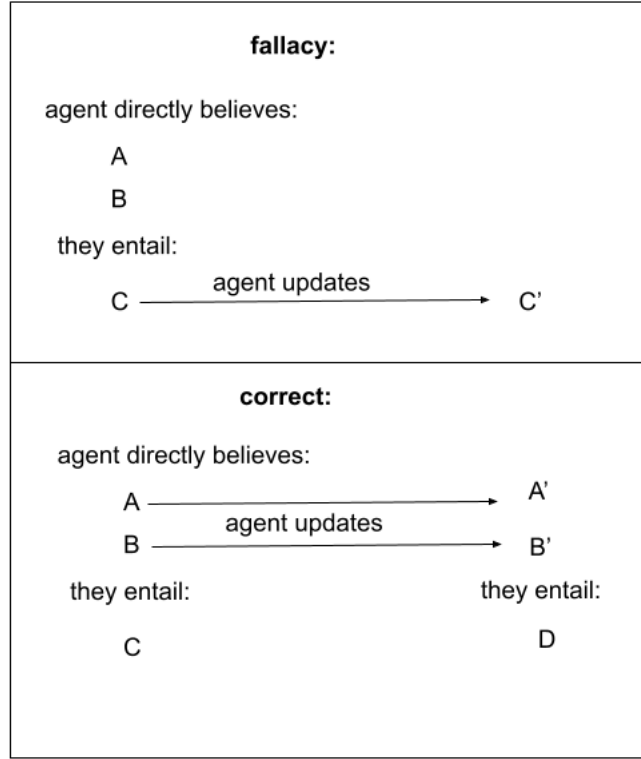 fallacy:
agent directly believes:
A
B
they entail:
agent updates
C C’
correct:
agent directly believes:
A A’
agent updates
B B’
they entail: they entail:
C D